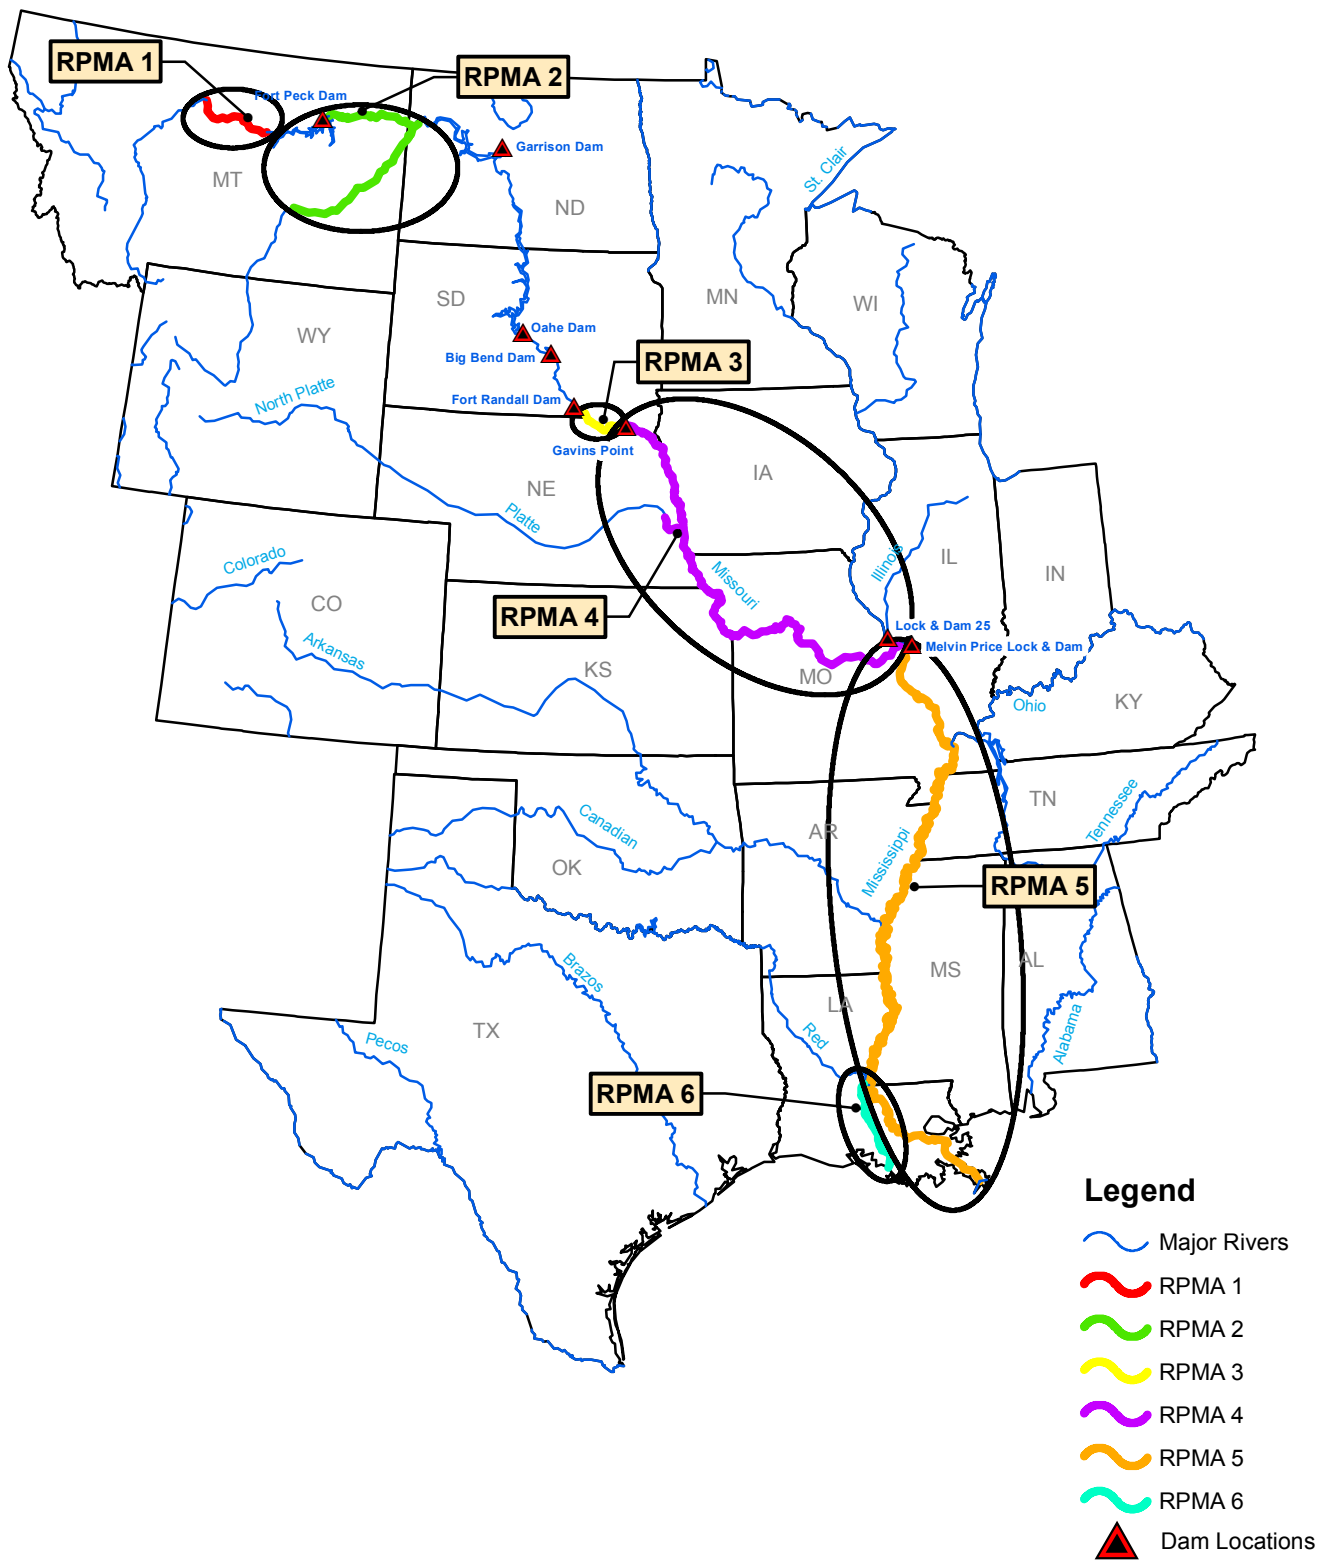 RPMA 1
RPMA 2
Fort Peck Dam
Garrison Dam
St. Clair
MT
ND
SD
MN
WI
WY
Oahe Dam
Big Bend Dam
RPMA 3
North Platte
Fort Randall Dam
Gavins Point
IA
NE
Platte
Colorado
Illinois
IL
IN
Missouri
CO
RPMA 4
Lock & Dam 25
Melvin Price Lock & Dam
Arkansas
KS
MO
Ohio
KY
TN
Tennessee
Canadian
AR
Mississippi
OK
RPMA 5
Brazos
MS
AL
LA
TX
Red
Pecos
Alabama
RPMA 6
Legend
Major Rivers
RPMA 1
RPMA 2
RPMA 3
RPMA 4
RPMA 5
RPMA 6
Dam Locations